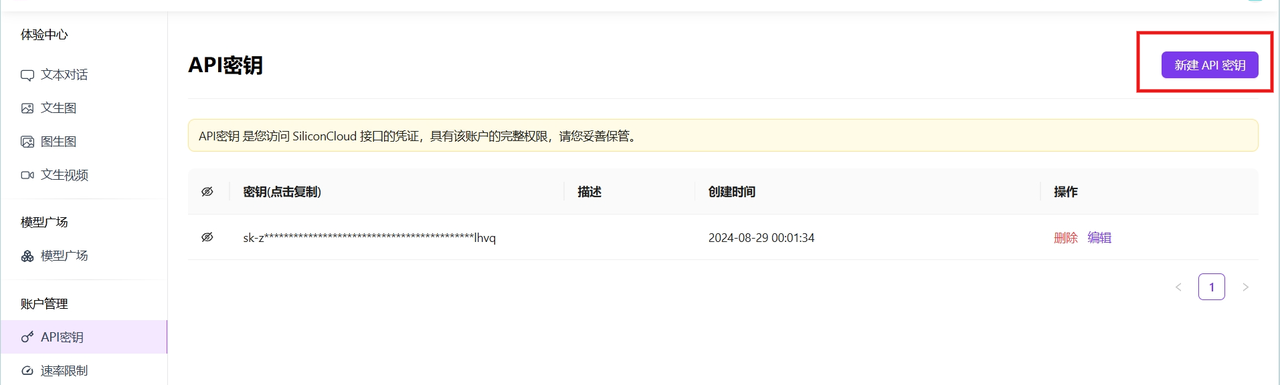 体验中心
文本对话
文生图
图生图
文生视频
模型广场
模型广场
账户管理
API密钥
速率限制
API密钥
新建 API 密钥
API密钥 是您访问 SiliconCloud 接口的凭证，具有该账户的完整权限，请您妥善保管。
密钥(点击复制) 描述 创建时间 操作
sk-z*******************************************lhvq 2024-08-29 00:01:34 删除 编辑
1